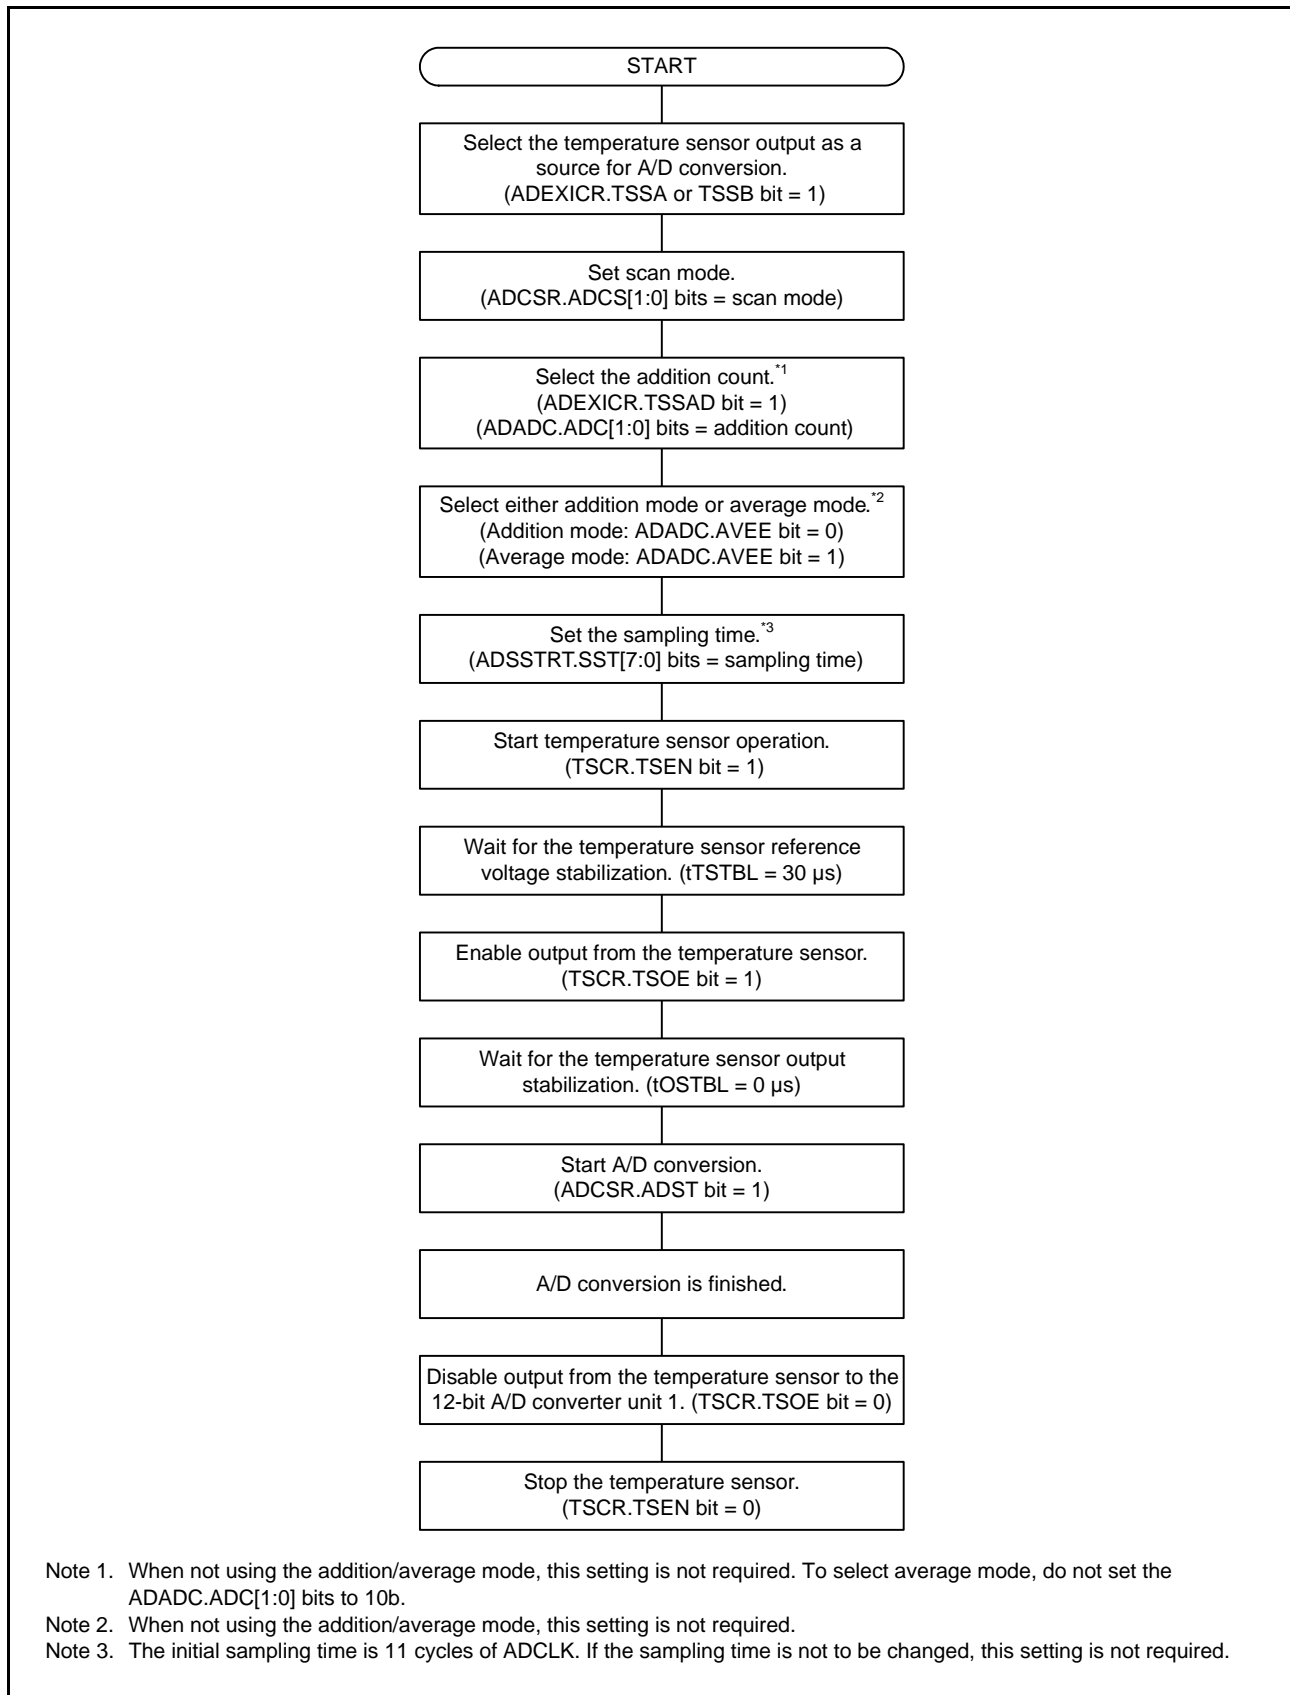 START
Select the temperature sensor output as a
source for A/D conversion.
(ADEXICR.TSSA or TSSB bit = 1)
Set scan mode.
(ADCSR.ADCS[1:0] bits = scan mode)
Select the addition count.*1
(ADEXICR.TSSAD bit = 1)
(ADADC.ADC[1:0] bits = addition count)
Select either addition mode or average mode.*2
(Addition mode: ADADC.AVEE bit = 0)
(Average mode: ADADC.AVEE bit = 1)
Set the sampling time.*3
(ADSSTRT.SST[7:0] bits = sampling time)
Start temperature sensor operation.
(TSCR.TSEN bit = 1)
Wait for the temperature sensor reference
voltage stabilization. (tTSTBL = 30 µs)
Enable output from the temperature sensor.
(TSCR.TSOE bit = 1)
Wait for the temperature sensor output
stabilization. (tOSTBL = 0 µs)
Start A/D conversion.
(ADCSR.ADST bit = 1)
A/D conversion is finished.
Disable output from the temperature sensor to the
12-bit A/D converter unit 1. (TSCR.TSOE bit = 0)
Stop the temperature sensor.
(TSCR.TSEN bit = 0)
Note 1. When not using the addition/average mode, this setting is not required. To select average mode, do not set the
ADADC.ADC[1:0] bits to 10b.
Note 2. When not using the addition/average mode, this setting is not required.
Note 3. The initial sampling time is 11 cycles of ADCLK. If the sampling time is not to be changed, this setting is not required.